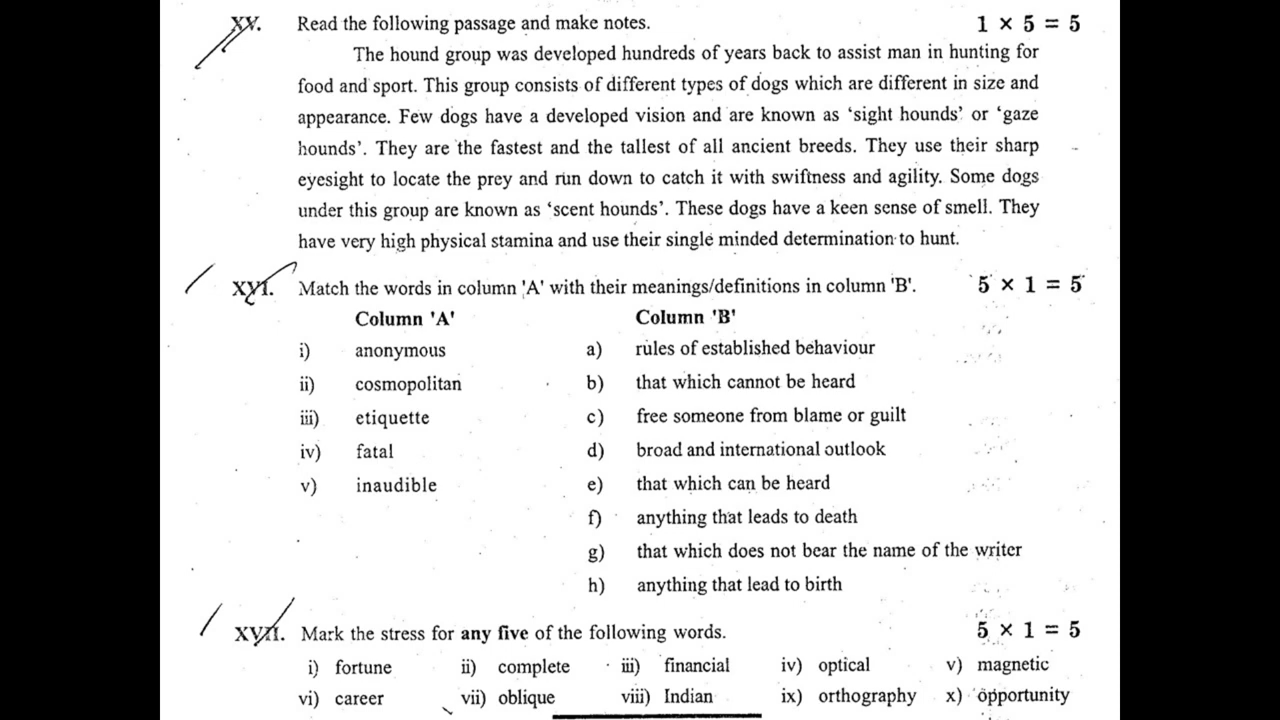 XV. Read the following passage and make notes. 1 × 5 = 5
The hound group was developed hundreds of years back to assist man in hunting for
food and sport. This group consists of different types of dogs which are different in size and
appearance. Few dogs have a developed vision and are known as ‘sight hounds’ or ‘gaze
hounds’. They are the fastest and the tallest of all ancient breeds. They use their sharp
eyesight to locate the prey and run down to catch it with swiftness and agility. Some dogs
under this group are known as ‘scent hounds’. These dogs have a keen sense of smell. They
have very high physical stamina and use their single minded determination to hunt.
XVI. Match the words in column 'A' with their meanings/definitions in column 'B'. 5 × 1 = 5
Column 'A' Column 'B'
i) anonymous a) rules of established behaviour
ii) cosmopolitan b) that which cannot be heard
iii) etiquette c) free someone from blame or guilt
iv) fatal d) broad and international outlook
v) inaudible e) that which can be heard
f) anything that leads to death
g) that which does not bear the name of the writer
h) anything that lead to birth
XVII. Mark the stress for any five of the following words. 5 × 1 = 5
i) fortune ii) complete iii) financial iv) optical v) magnetic
vi) career vii) oblique viii) Indian ix) orthography x) opportunity